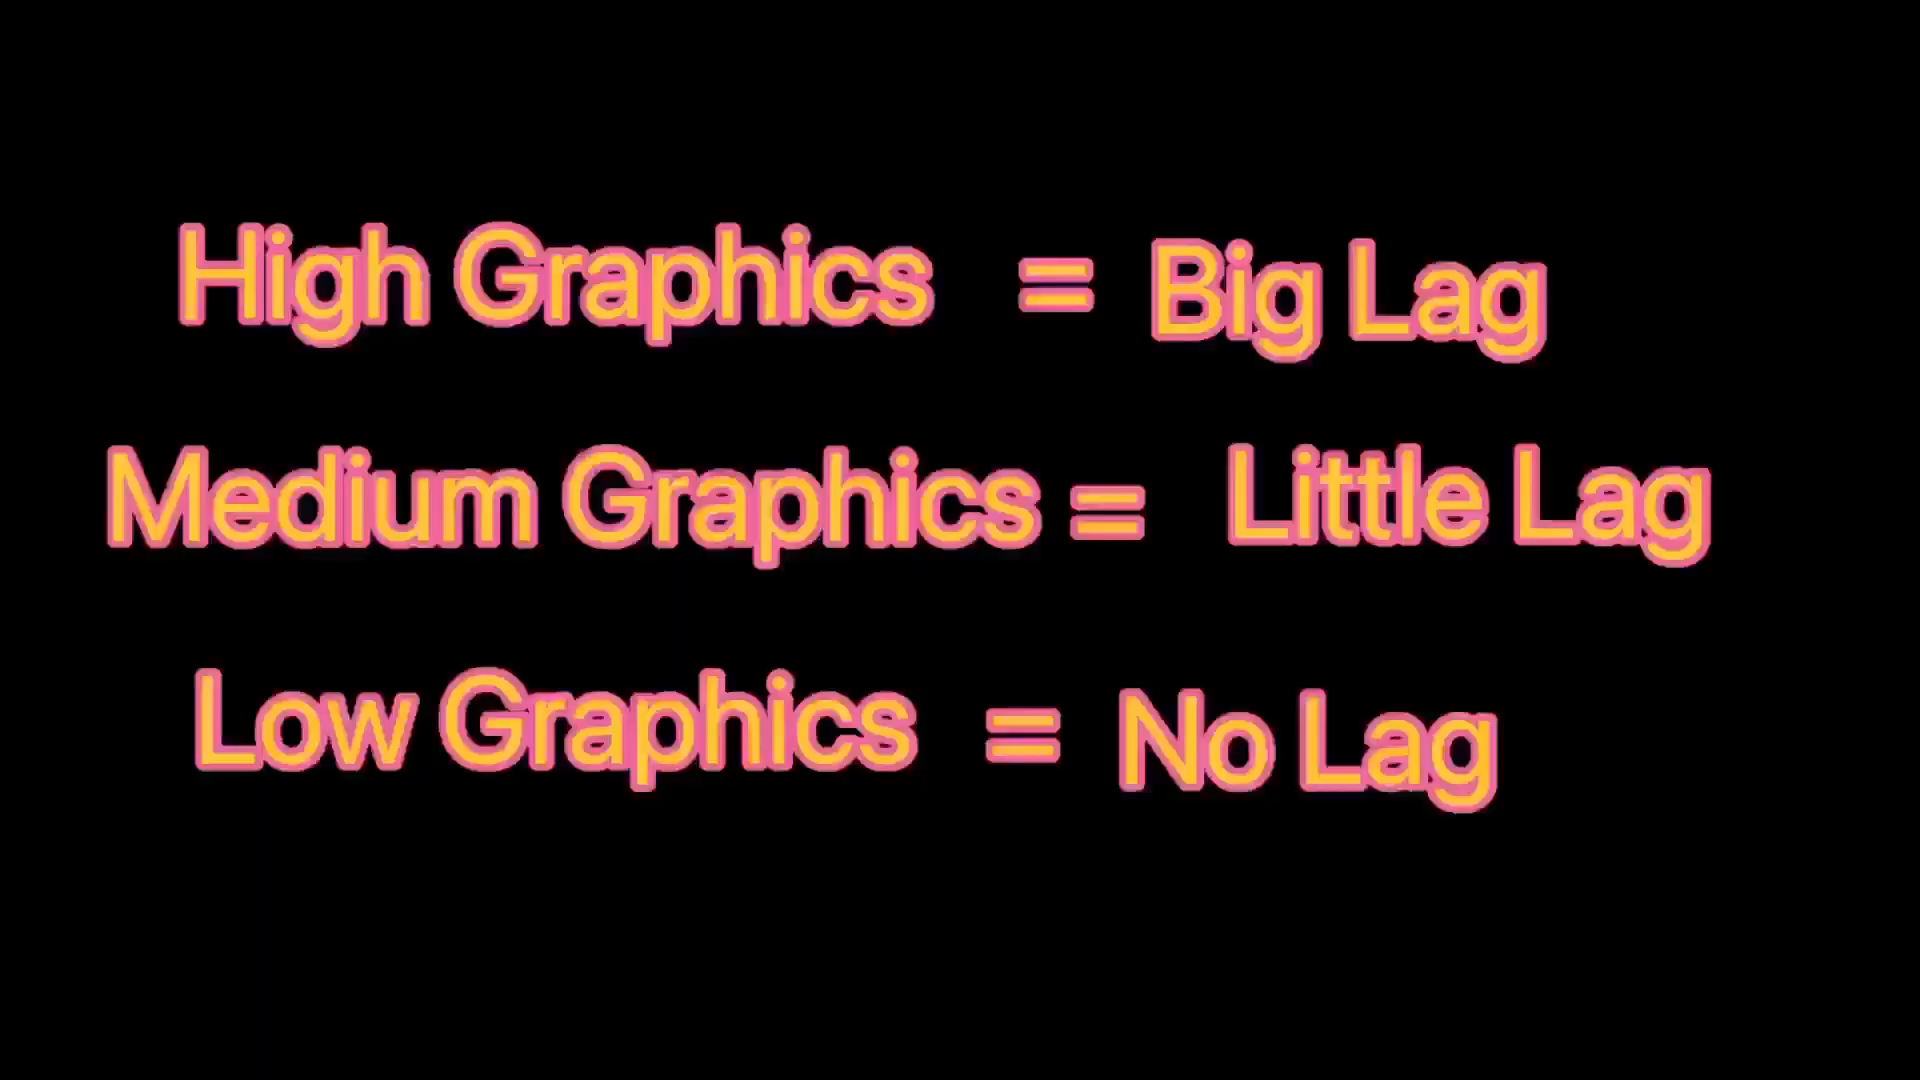 High Graphics = Big Lag
Medium Graphics = Little Lag
Low Graphics = No Lag